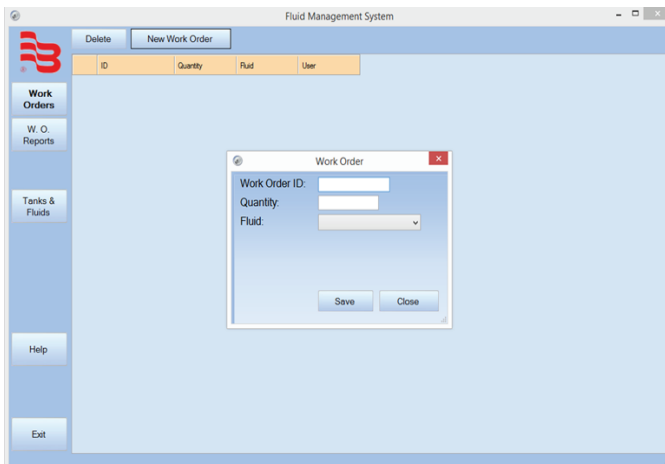 Fluid Management System
Delete
New Work Order
ID
Quantity
Fluid
User
Work
Orders
W. O.
Reports
Tanks &
Fluids
Help
Exit
Work Order
Work Order ID:
Quantity:
Fluid:
Save
Close